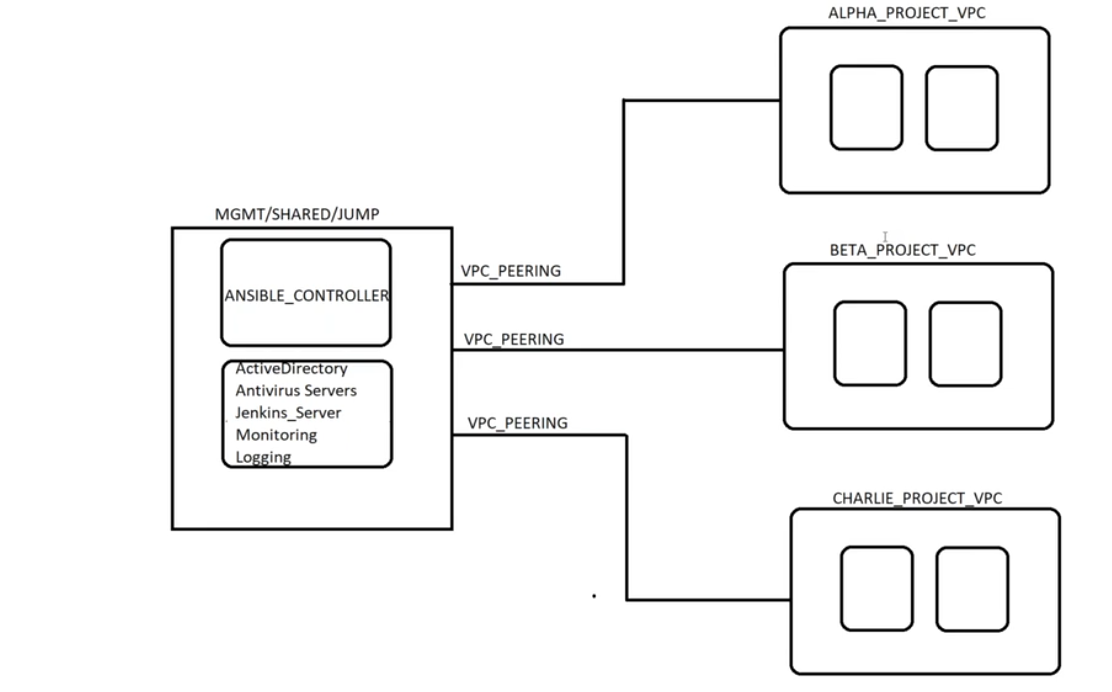 ALPHA_PROJECT_VPC
MGMT/SHARED/JUMP
ANSIBLE_CONTROLLER
ActiveDirectory
Antivirus Servers
Jenkins_Server
Monitoring
Logging
VPC_PEERING
VPC_PEERING
VPC_PEERING
BETA_PROJECT_VPC
CHARLIE_PROJECT_VPC